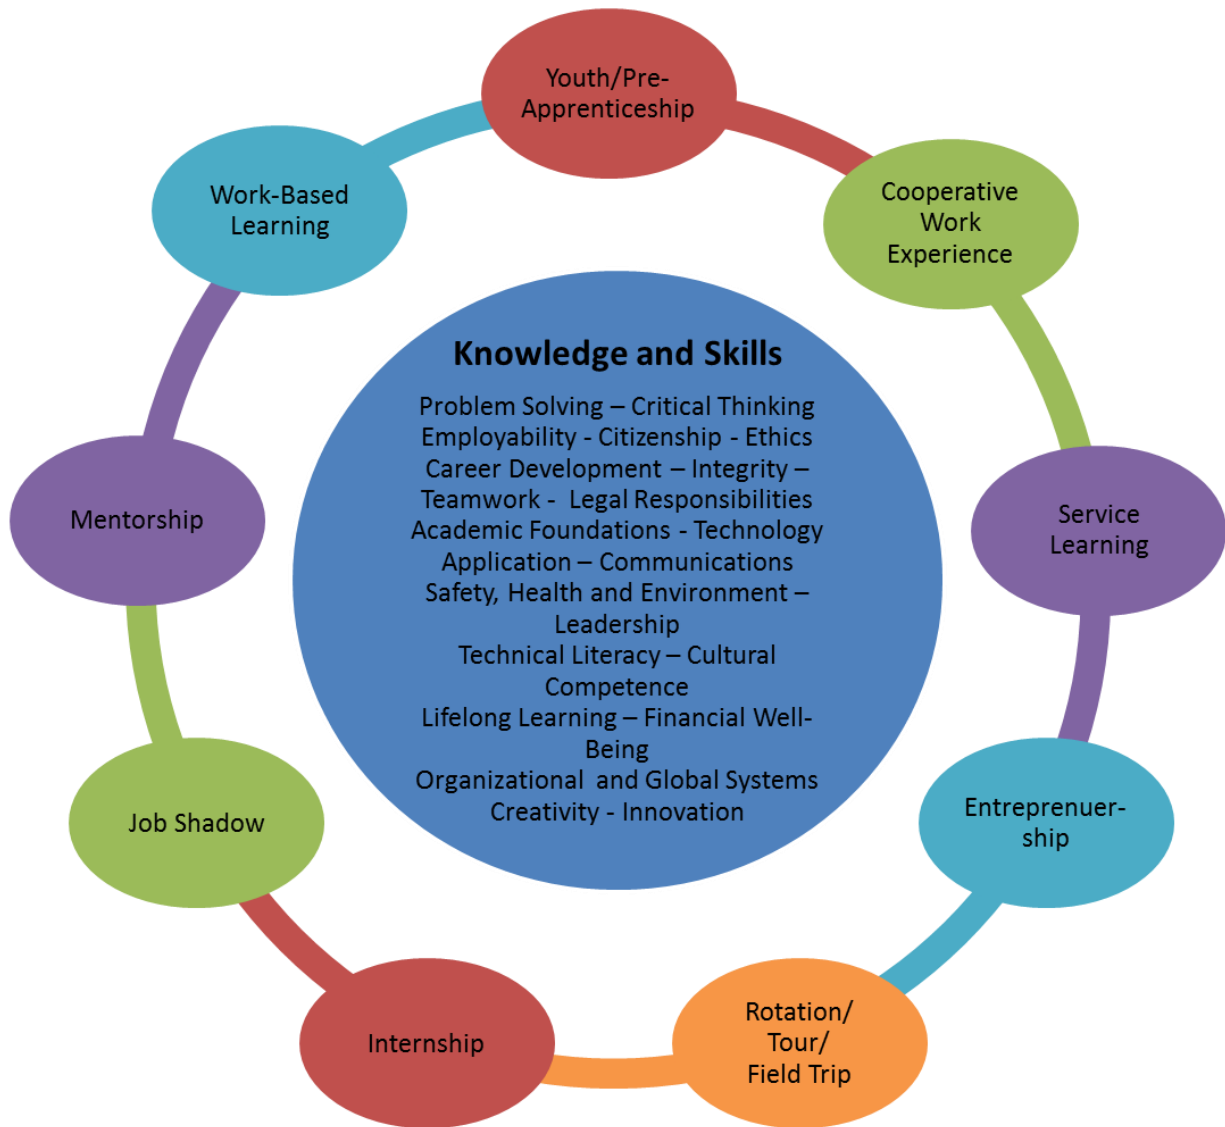 Youth/Pre-
Apprenticeship
Cooperative
Work
Experience
Service
Learning
Entreprenuer-
ship
Rotation/
Tour/
Field Trip
Internship
Job Shadow
Mentorship
Work-Based
Learning
Knowledge and Skills
Problem Solving – Critical Thinking
Employability - Citizenship - Ethics
Career Development – Integrity –
Teamwork -  Legal Responsibilities
Academic Foundations - Technology
Application – Communications
Safety, Health and Environment –
Leadership
Technical Literacy – Cultural
Competence
Lifelong Learning – Financial Well-
Being
Organizational  and Global Systems
Creativity - Innovation